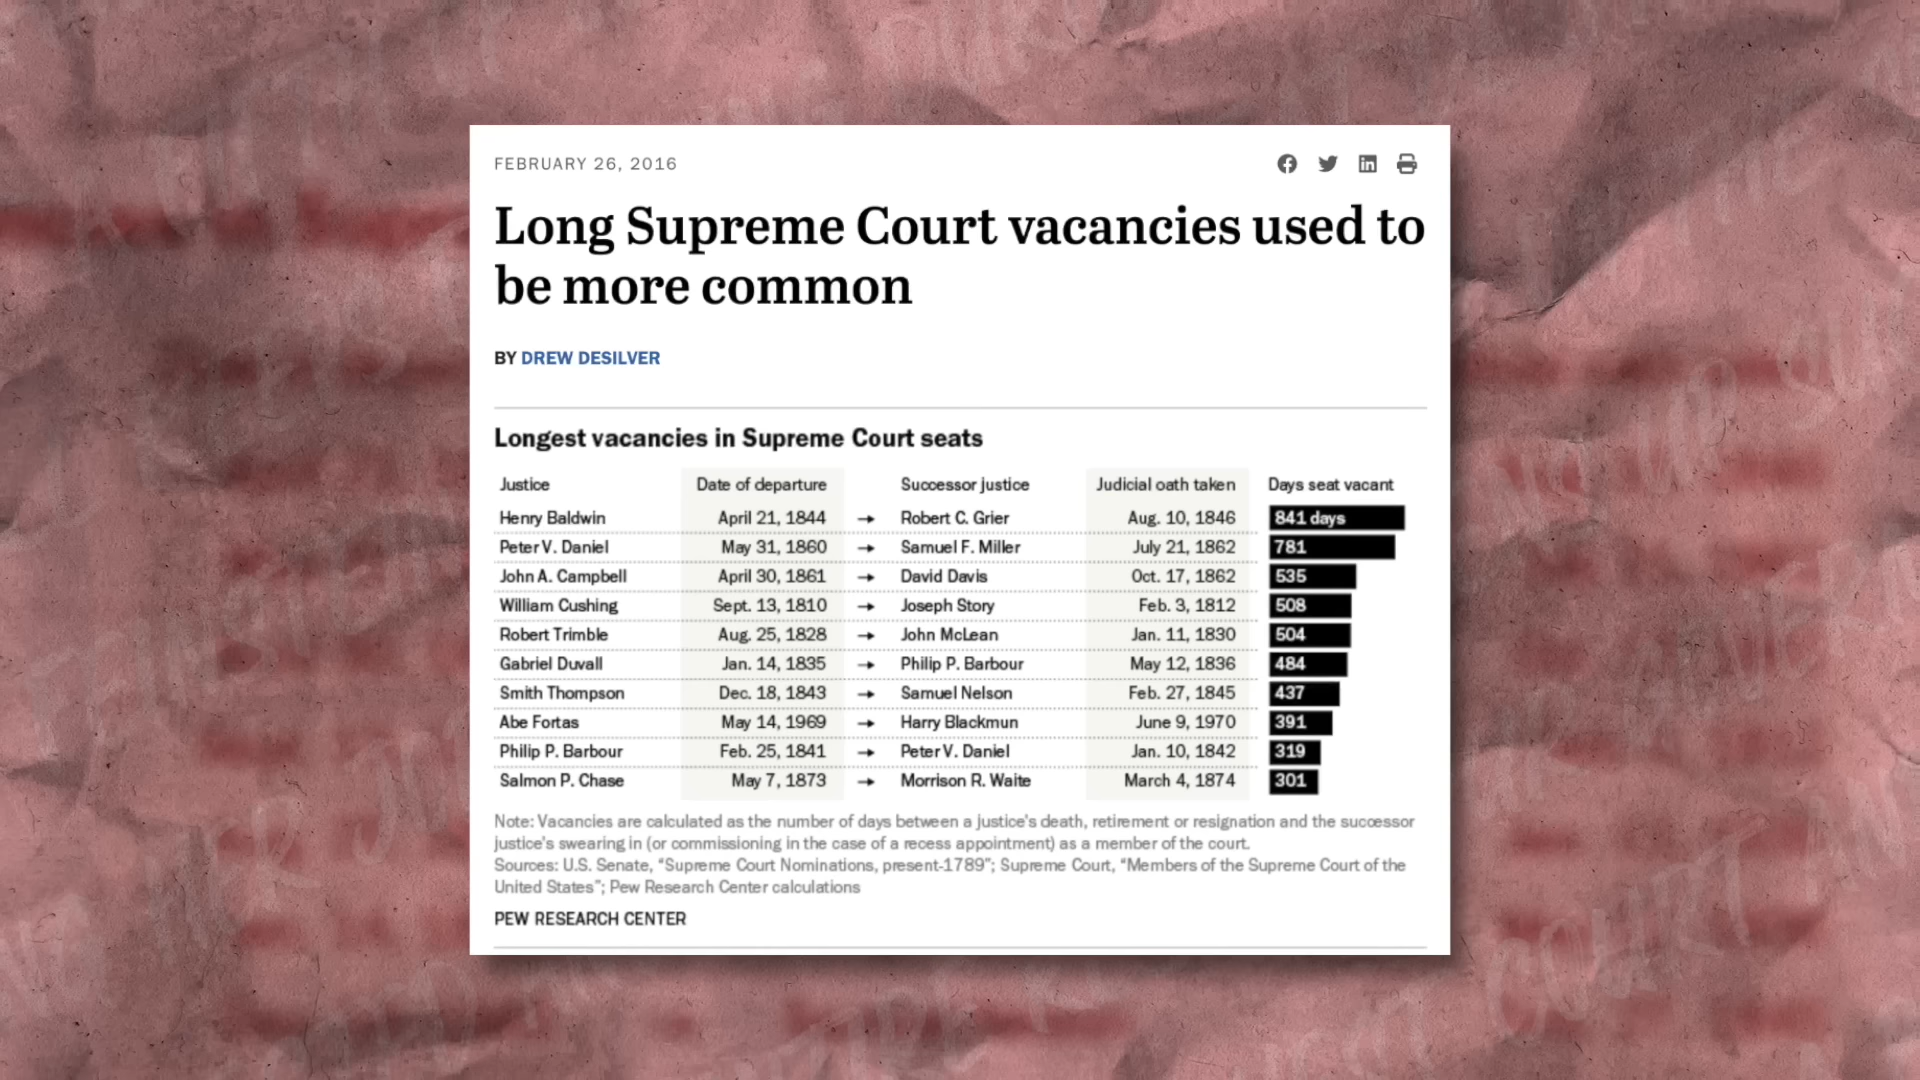 FEBRUARY 26, 2016
Long Supreme Court vacancies used to
be more common
BY DREW DESILVER
Longest vacancies in Supreme Court seats
Justice Date of departure Successor justice Judicial oath taken Days seat vacant
Henry Baldwin April 21, 1844 → Robert C. Grier Aug. 10, 1846 841 days
Peter V. Daniel May 31, 1860 → Samuel F. Miller July 21, 1862 781
John A. Campbell April 30, 1861 → David Davis Oct. 17, 1862 535
William Cushing Sept. 13, 1810 → Joseph Story Feb. 3, 1812 508
Robert Trimble Aug. 25, 1828 → John McLean Jan. 11, 1830 504
Gabriel Duvall Jan. 14, 1835 → Philip P. Barbour May 12, 1836 484
Smith Thompson Dec. 18, 1843 → Samuel Nelson Feb. 27, 1845 437
Abe Fortas May 14, 1969 → Harry Blackmun June 9, 1970 391
Philip P. Barbour Feb. 25, 1841 → Peter V. Daniel Jan. 10, 1842 319
Salmon P. Chase May 7, 1873 → Morrison R. Waite March 4, 1874 301
Note: Vacancies are calculated as the number of days between a justice's death, retirement or resignation and the successor
justice's swearing in (or commissioning in the case of a recess appointment) as a member of the court.
Sources: U.S. Senate, “Supreme Court Nominations, present-1789”; Supreme Court, “Members of the Supreme Court of the
United States”; Pew Research Center calculations
PEW RESEARCH CENTER
COURT